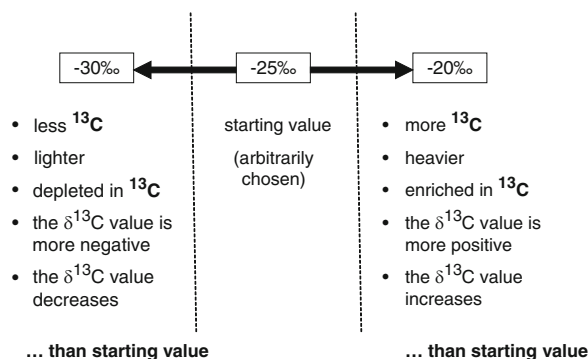 -30‰
-25‰
-20‰
• less ¹³C
• lighter
• depleted in ¹³C
• the δ¹³C value is
more negative
• the δ¹³C value
decreases
... than starting value
starting value
(arbitrarily
chosen)
• more ¹³C
• heavier
• enriched in ¹³C
• the δ¹³C value is
more positive
• the δ¹³C value
increases
... than starting value